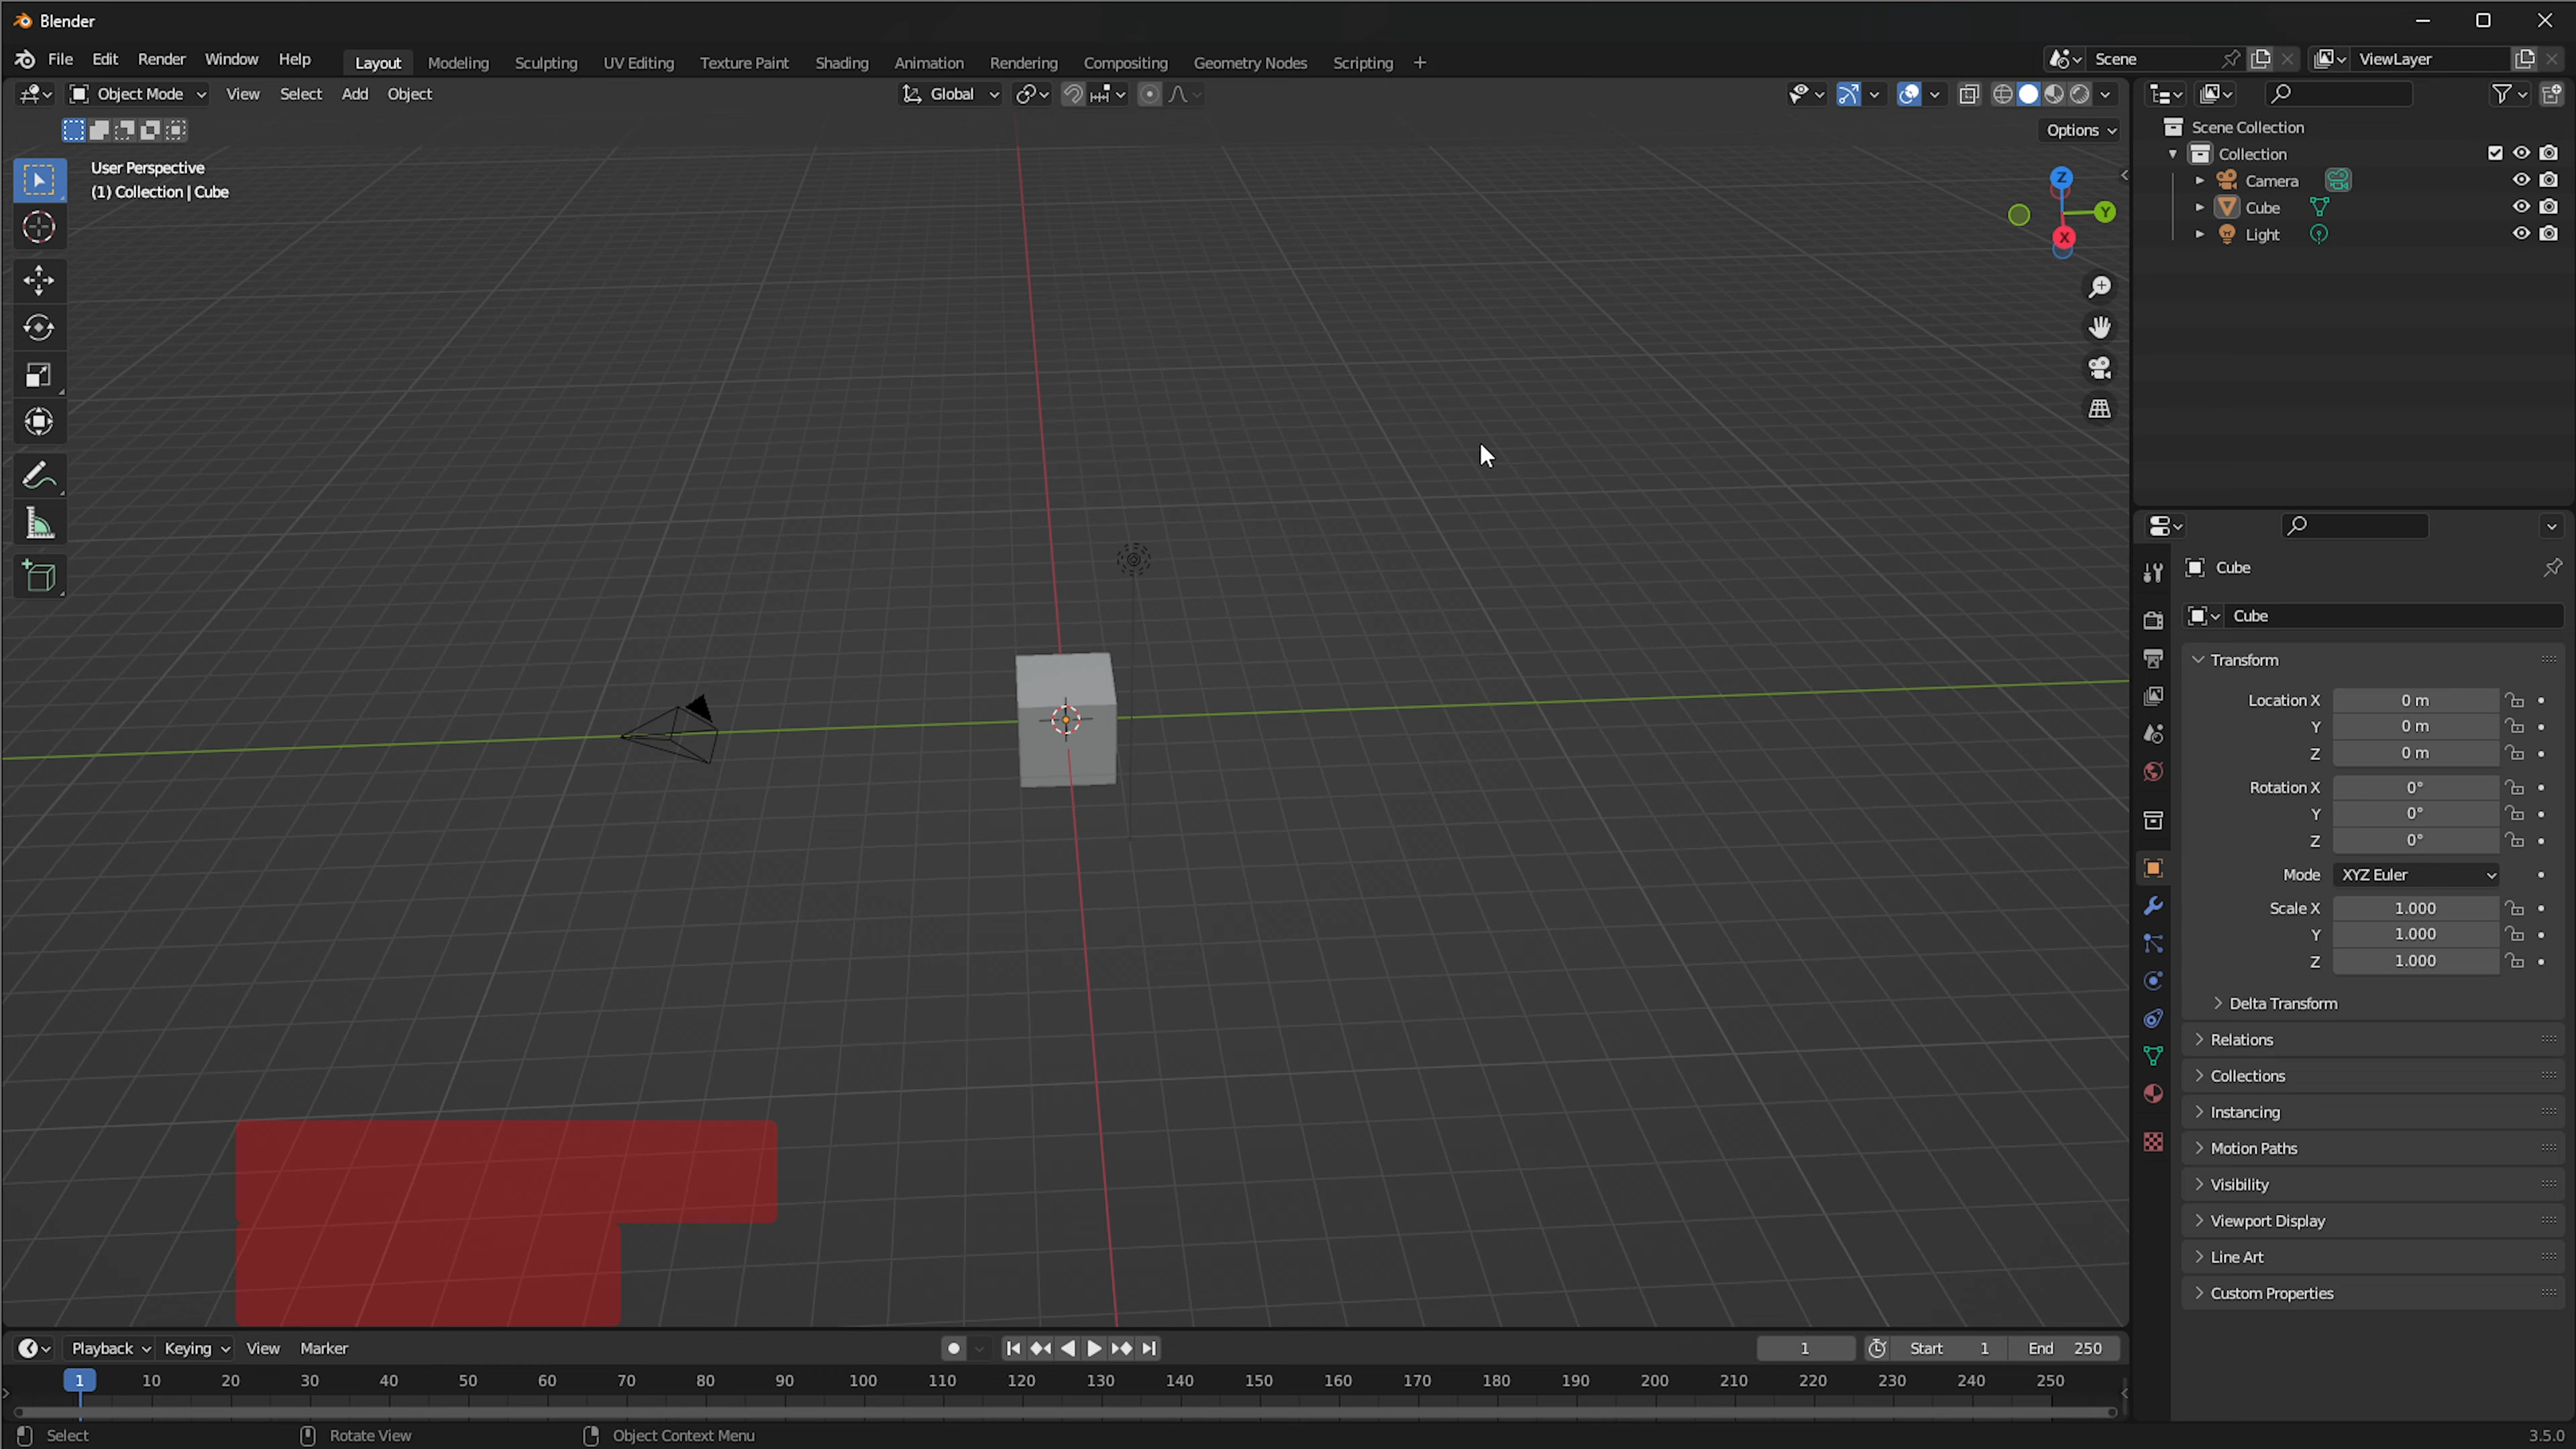 Blender
File Edit Render Window Help Layout Modeling Sculpting UV Editing Texture Paint Shading Animation Rendering Compositing Geometry Nodes Scripting + Scene ViewLayer
Object Mode View Select Add Object Global
Options
User Perspective
(1) Collection | Cube
Z
Y
X
Scene Collection
Collection
Camera
Cube
Light
Cube
Cube
Transform
Location X 0 m
Y 0 m
Z 0 m
Rotation X 0°
Y 0°
Z 0°
Mode XYZ Euler
Scale X 1.000
Y 1.000
Z 1.000
Delta Transform
Relations
Collections
Instancing
Motion Paths
Visibility
Viewport Display
Line Art
Custom Properties
Playback Keying View Marker 1 Start 1 End 250
1 10 20 30 40 50 60 70 80 90 100 110 120 130 140 150 160 170 180 190 200 210 220 230 240 250
Select Rotate View Object Context Menu 3.5.0